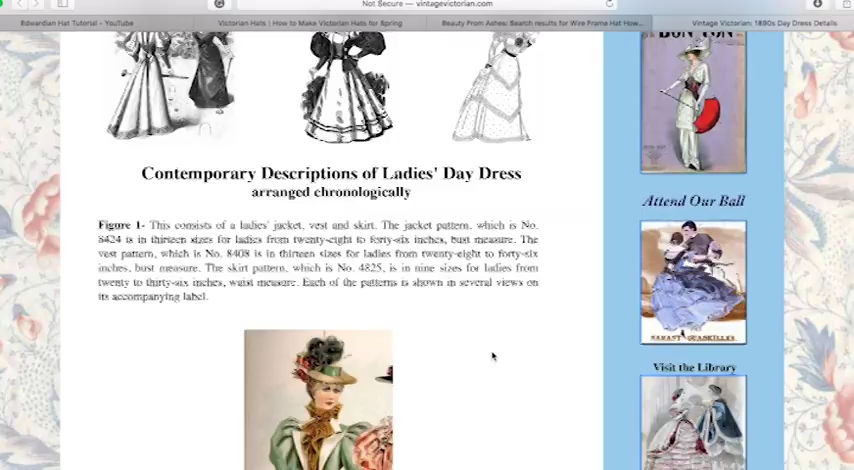 Not Secure — vintagevictorian.com
Edwardian Hat Tutorial - YouTube
Victorian Hats | How to Make Victorian Hats for Spring
Beauty From Ashes: Search results for Wire Frame Hat How...
Vintage Victorian: 1890s Day Dress Details
BON TON
Contemporary Descriptions of Ladies' Day Dress
arranged chronologically
Attend Our Ball
Figure 1- This consists of a ladies' jacket, vest and skirt. The jacket pattern, which is No.
8424 is in thirteen sizes for ladies from twenty-eight to forty-six inches, bust measure. The
vest pattern, which is No. 8408 is in thirteen sizes for ladies from twenty-eight to forty-six
inches, bust measure. The skirt pattern, which is No. 4825, is in nine sizes for ladies from
twenty to thirty-six inches, waist measure. Each of the patterns is shown in several views on
its accompanying label.
Visit the Library